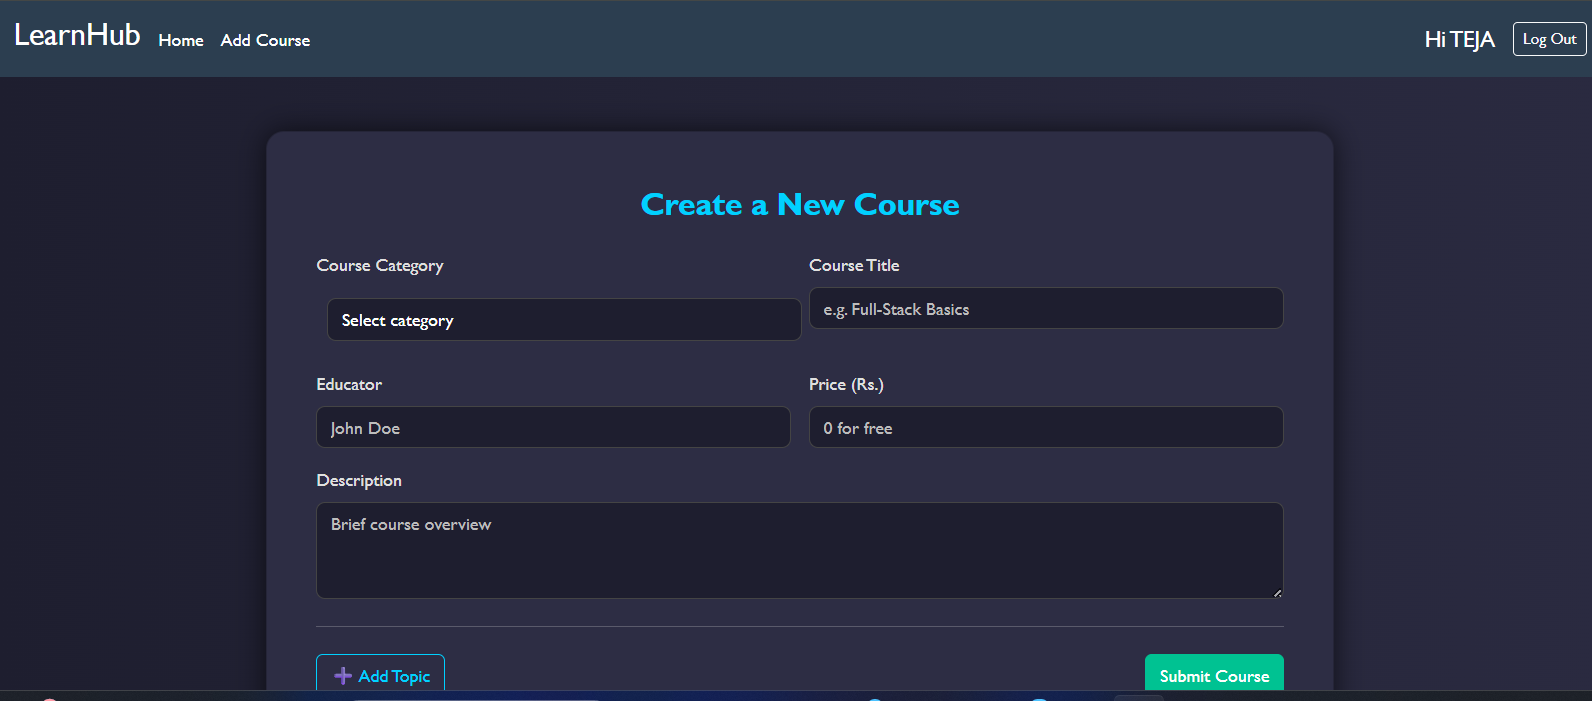 LearnHub Home Add Course Hi TEJA Log Out
Create a New Course
Course Category Course Title
Select category e.g. Full-Stack Basics
Educator Price (Rs.)
John Doe 0 for free
Description
Brief course overview
Add Topic Submit Course